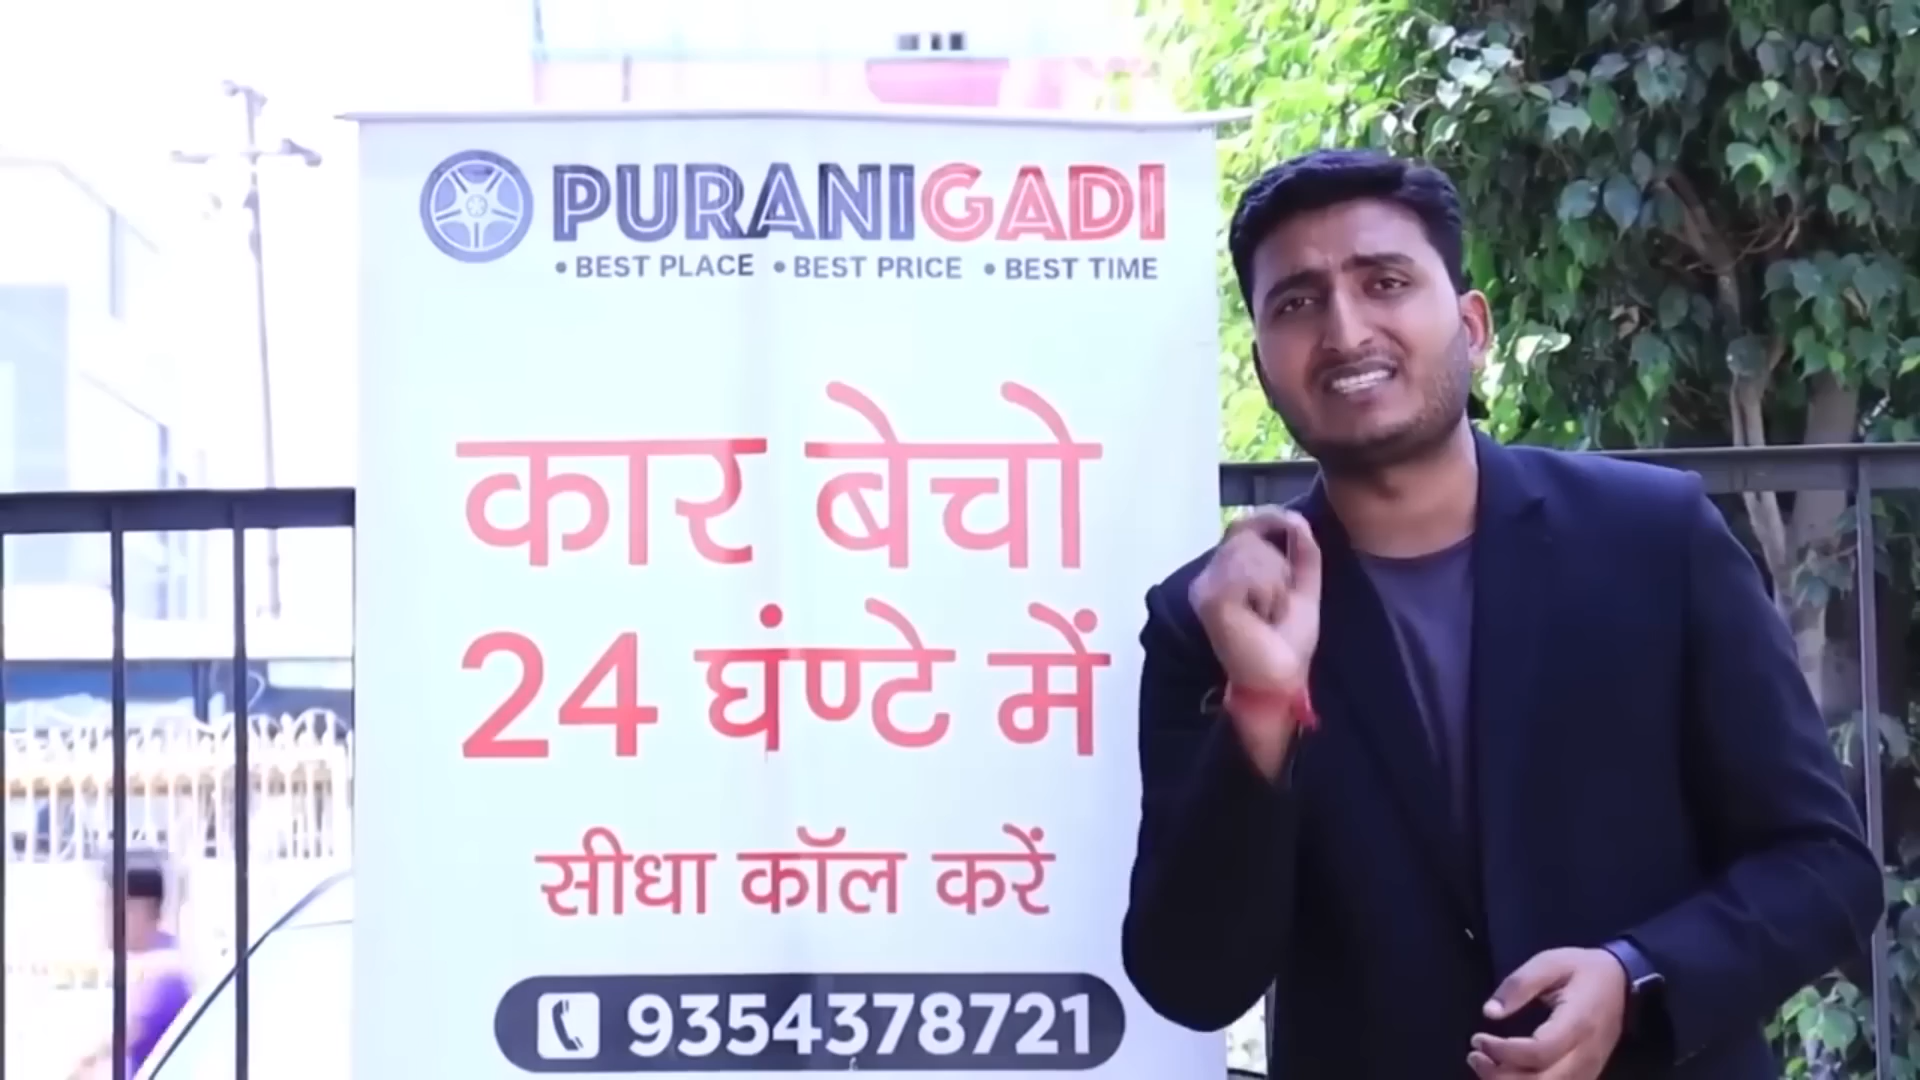 PURANIGADI
• BEST PLACE • BEST PRICE • BEST TIME
कार बेचो
24 घंण्टे में
सीधा कॉल करें
9354378721